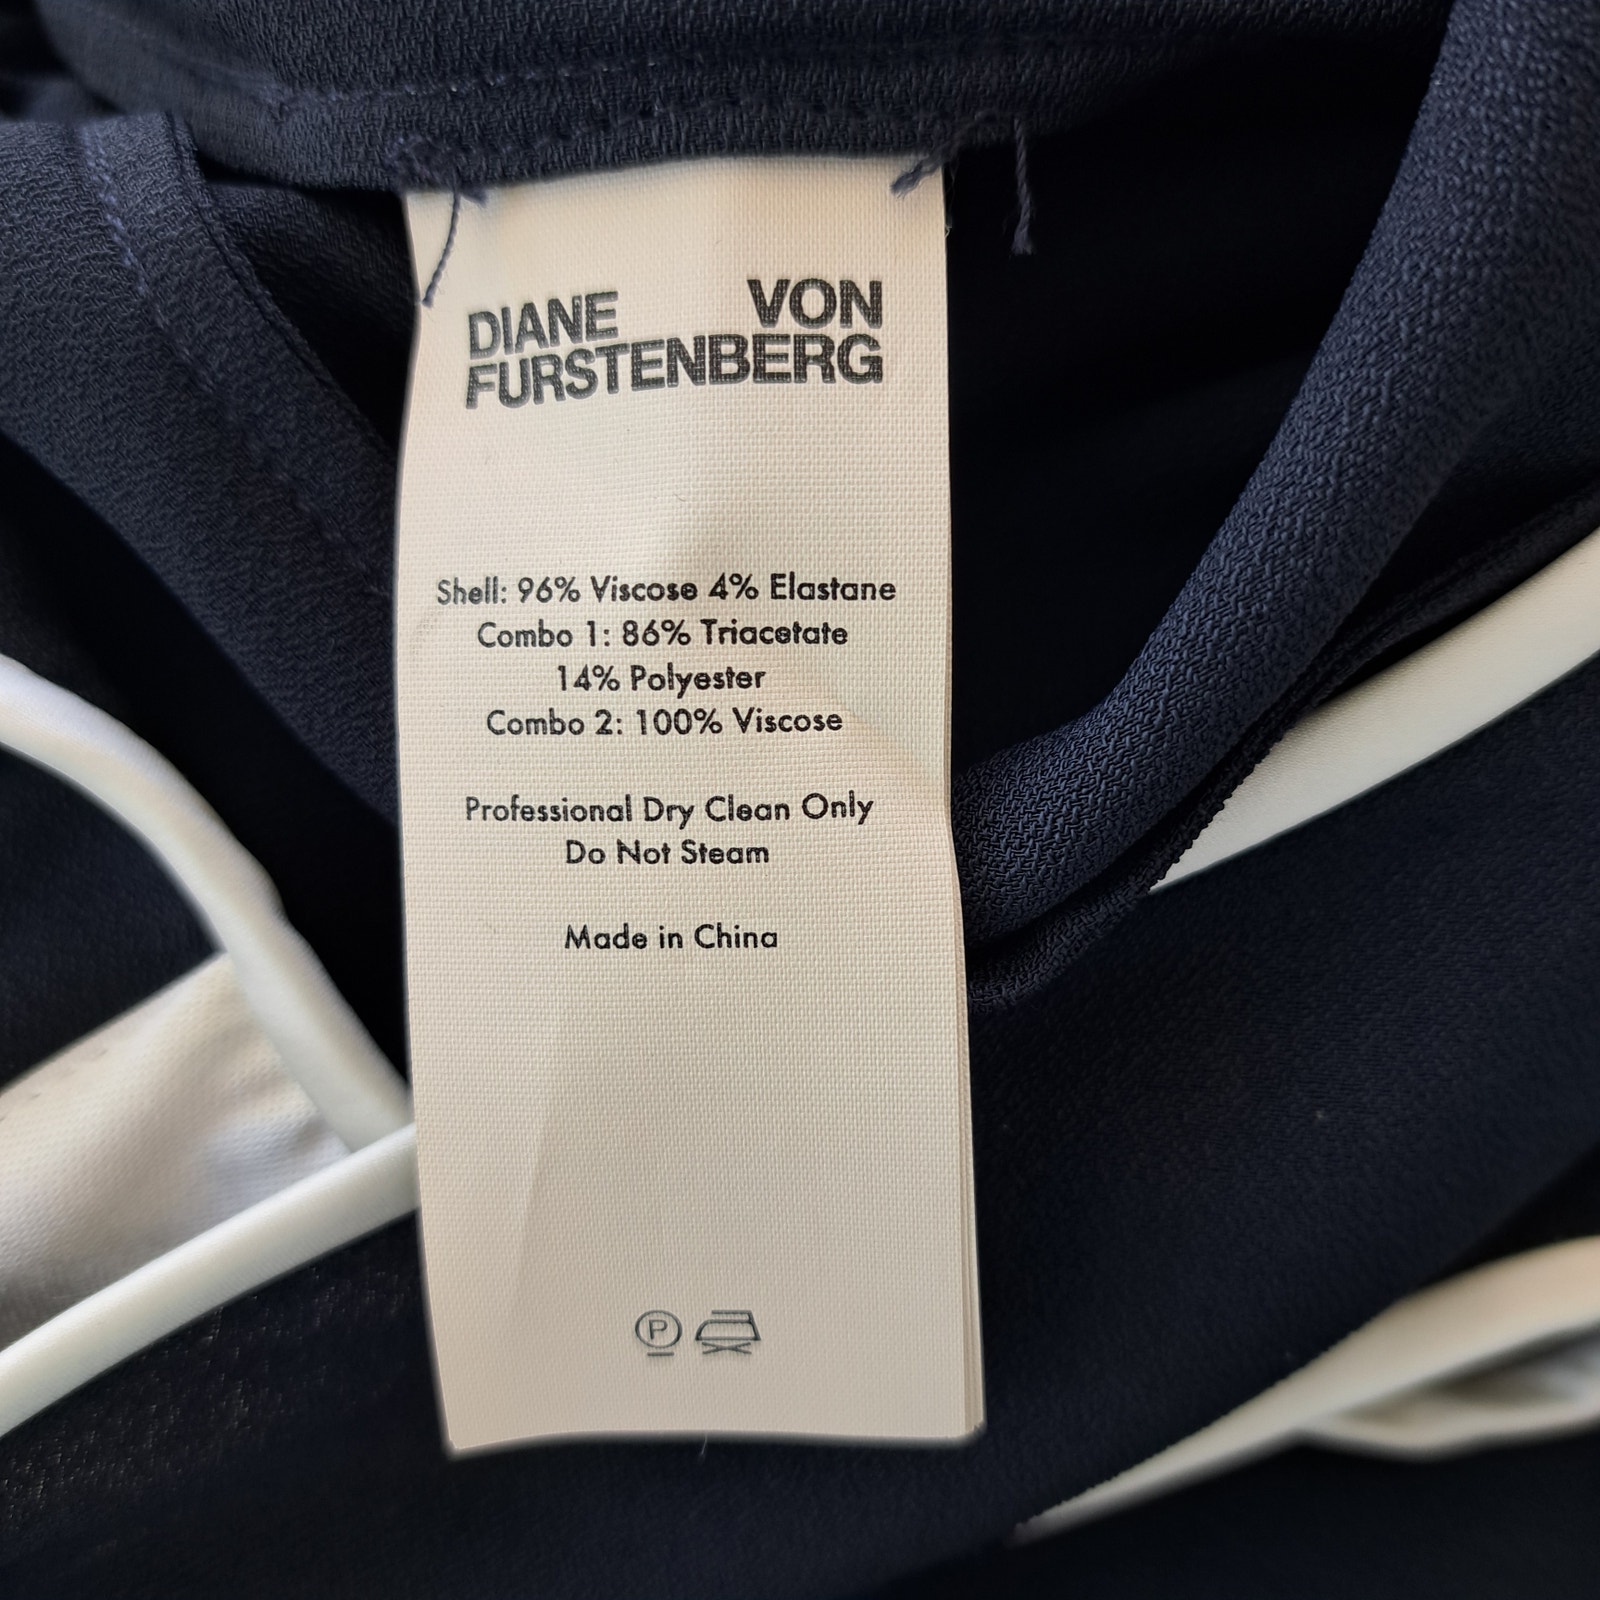 DIANE VON
FURSTENBERG
Shell: 96% Viscose 4% Elastane
Combo 1: 86% Triacetate
14% Polyester
Combo 2: 100% Viscose
Professional Dry Clean Only
Do Not Steam
Made in China
P